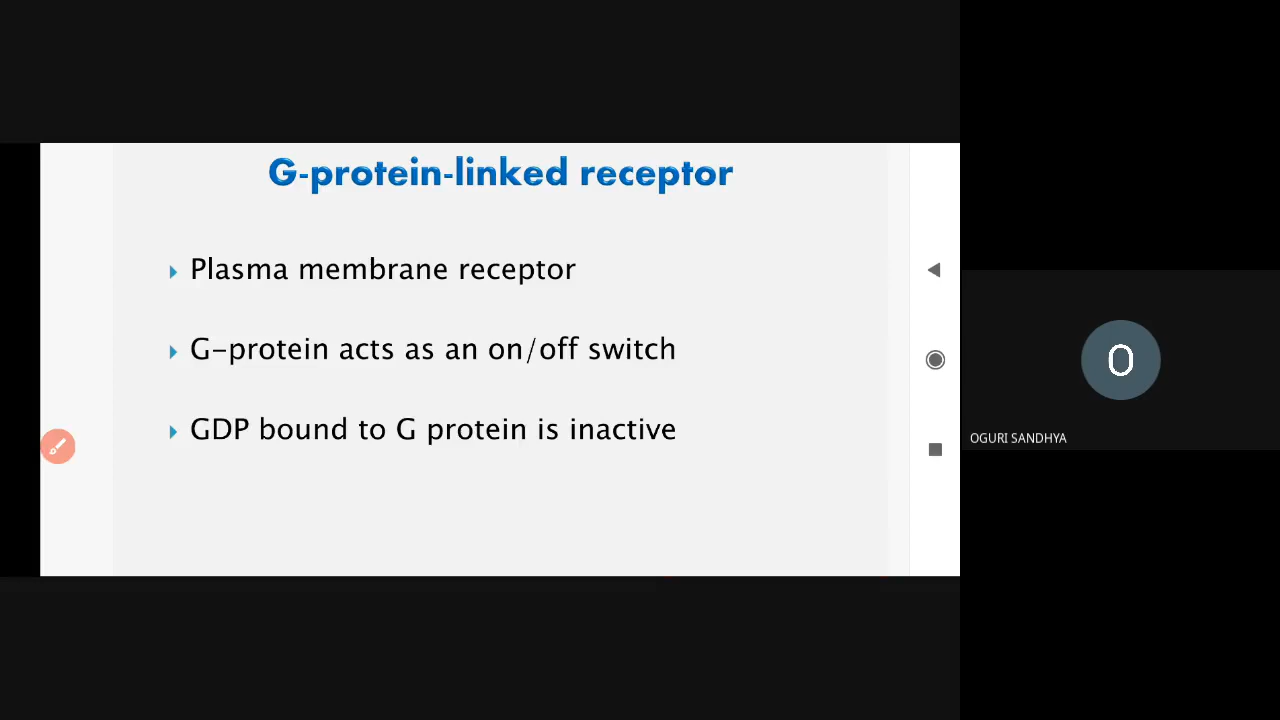 G-protein-linked receptor
Plasma membrane receptor
G-protein acts as an on/off switch
GDP bound to G protein is inactive
O
OGURI SANDHYA